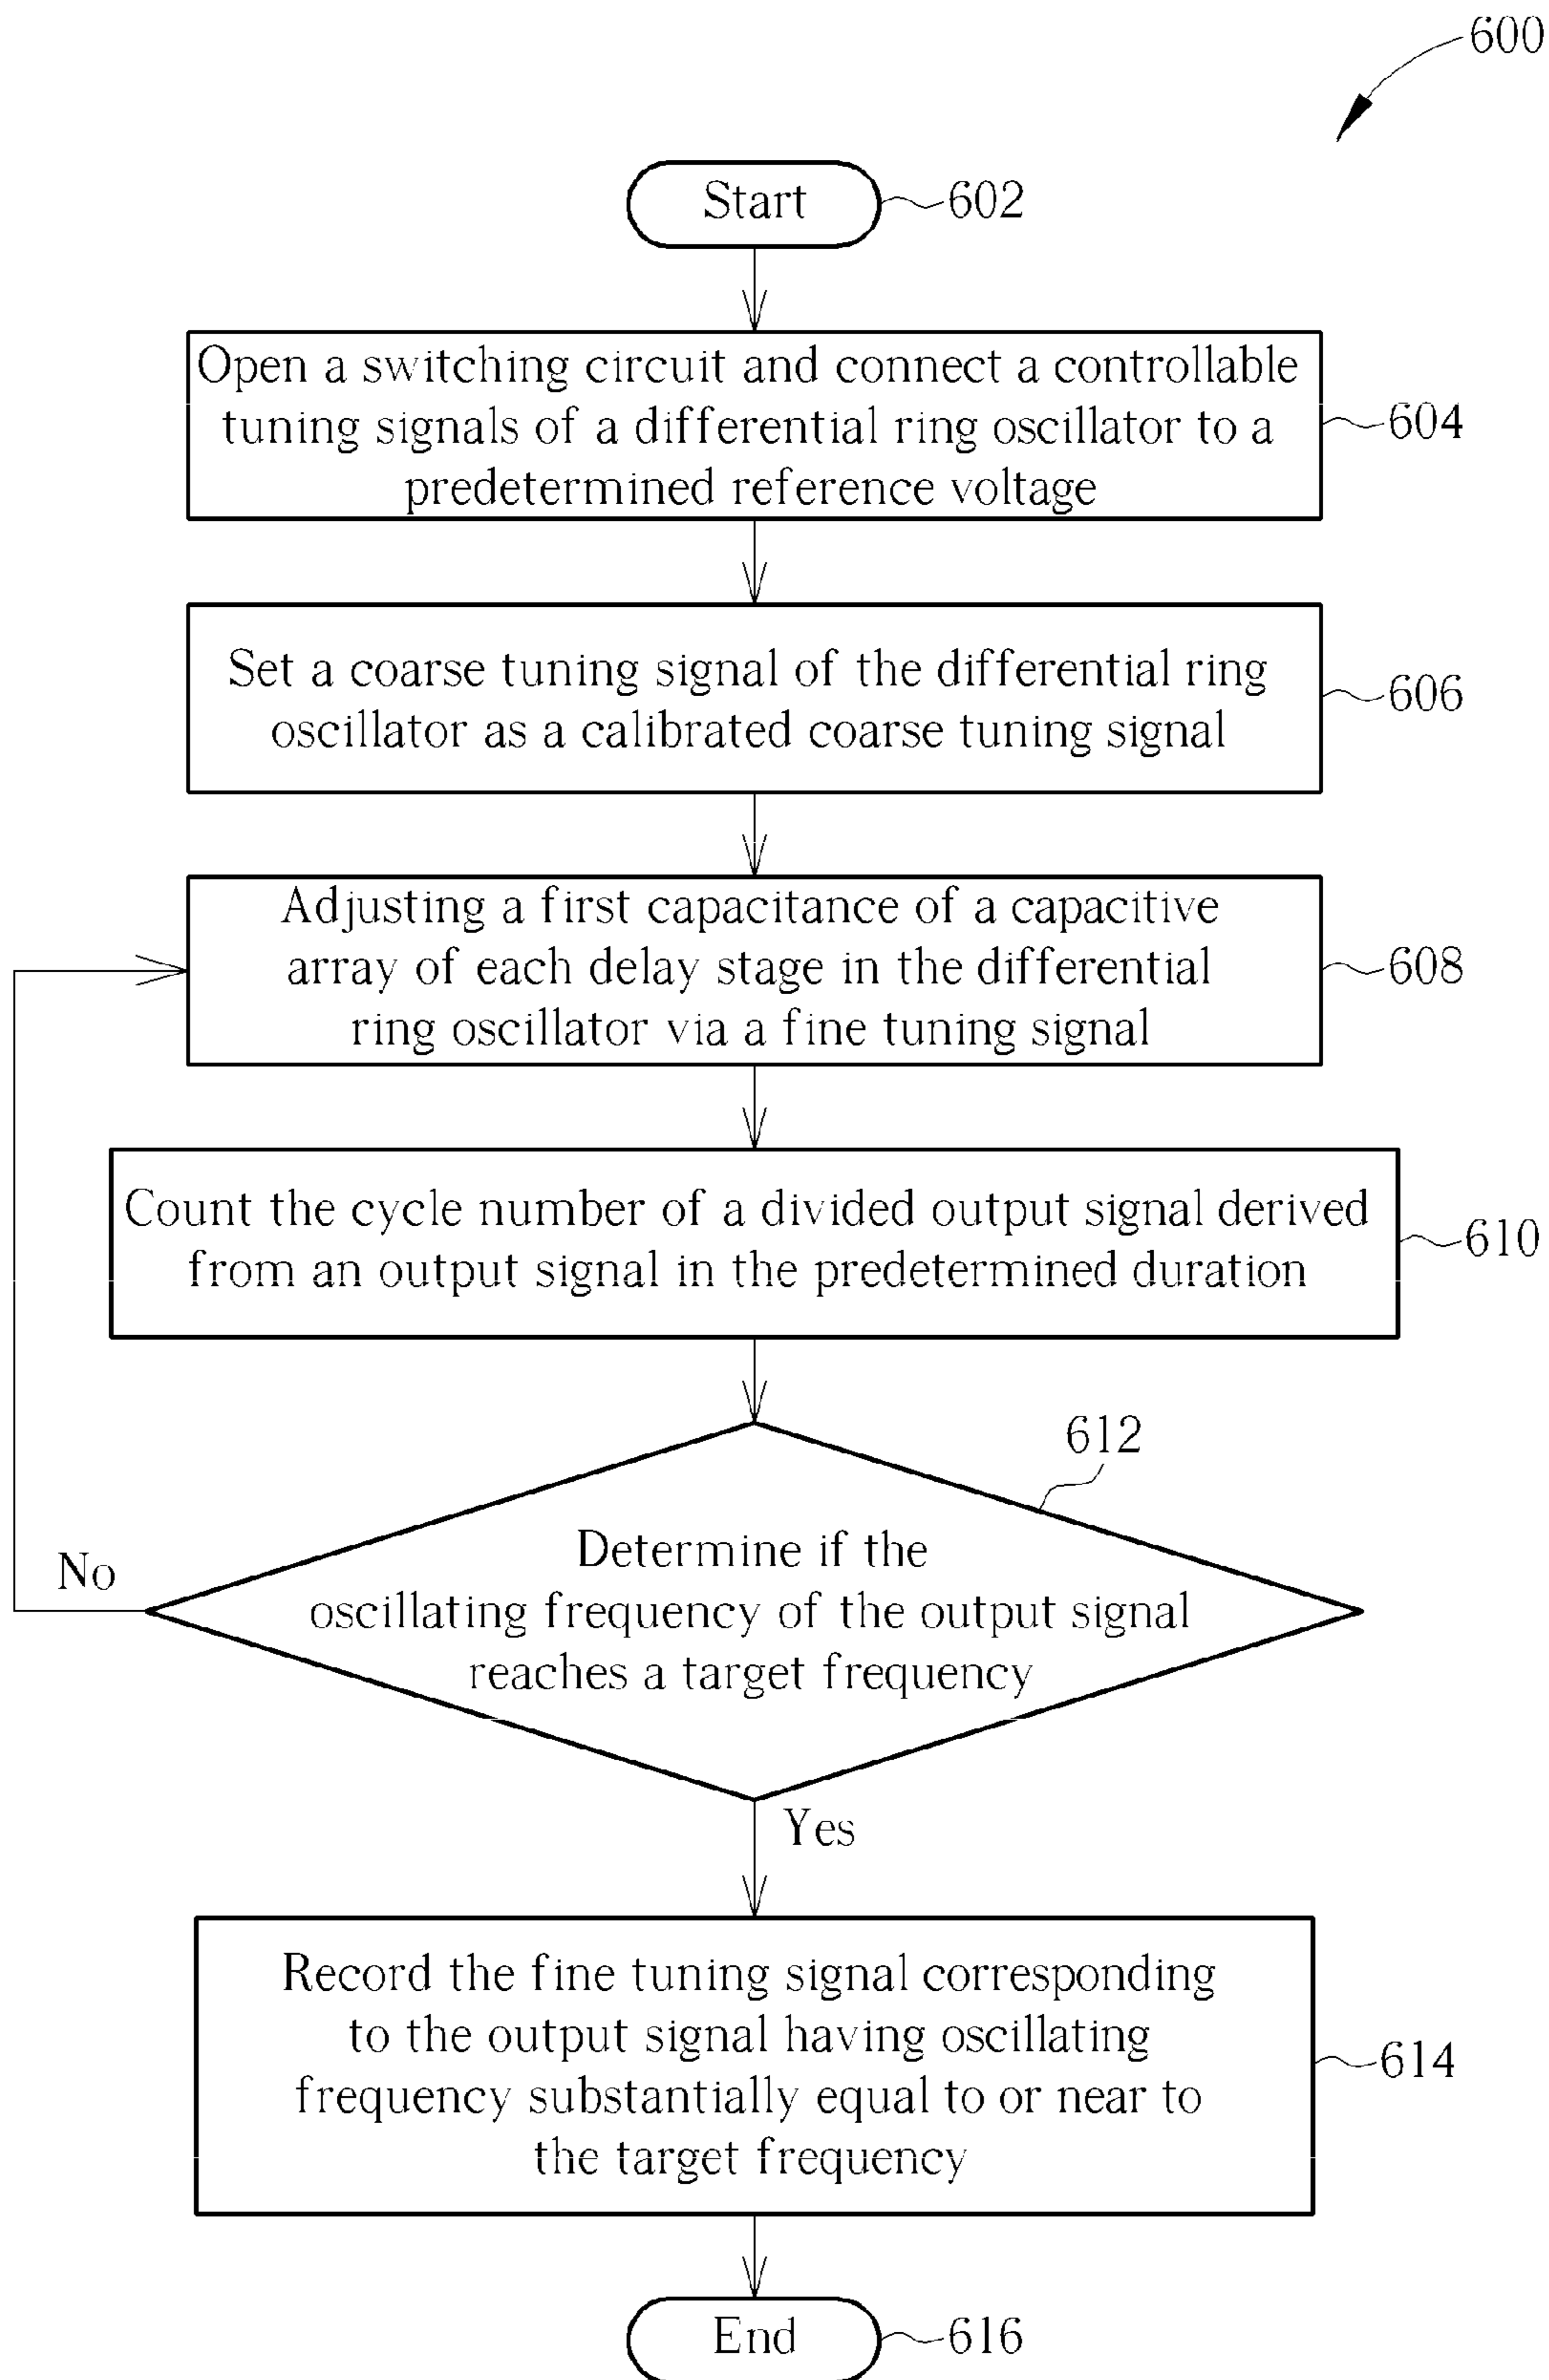 600
Start
602
Open a switching circuit and connect a controllable
tuning signals of a differential ring oscillator to a
predetermined reference voltage
604
Set a coarse tuning signal of the differential ring
oscillator as a calibrated coarse tuning signal
606
Adjusting a first capacitance of a capacitive
array of each delay stage in the differential
ring oscillator via a fine tuning signal
608
Count the cycle number of a divided output signal derived
from an output signal in the predetermined duration
610
612
Determine if the
oscillating frequency of the output signal
reaches a target frequency
No
Yes
Record the fine tuning signal corresponding
to the output signal having oscillating
frequency substantially equal to or near to
the target frequency
614
End
616